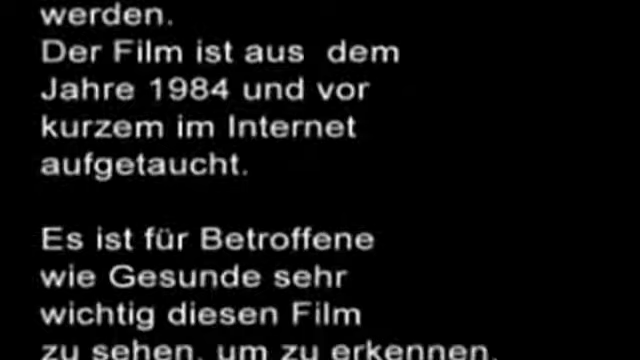 werden.
Der Film ist aus  dem
Jahre 1984 und vor
kurzem im Internet
aufgetaucht.

Es ist für Betroffene
wie Gesunde sehr
wichtig diesen Film
zu sehen, um zu erkennen,